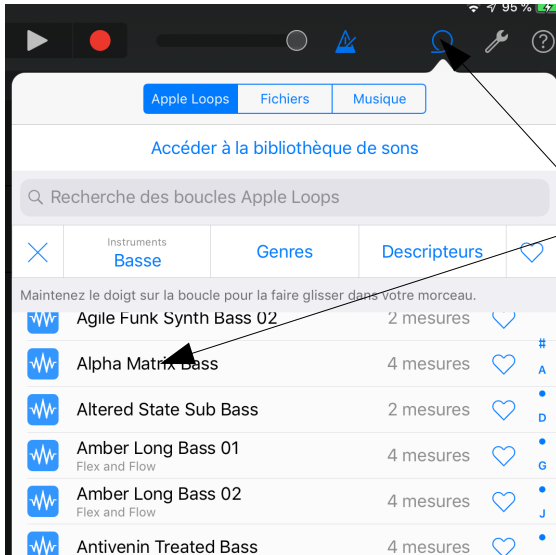 95 %
Apple Loops Fichiers Musique
Accéder à la bibliothèque de sons
Recherche des boucles Apple Loops
Instruments
Basse Genres Descripteurs
Maintenez le doigt sur la boucle pour la faire glisser dans votre morceau.
Agile Funk Synth Bass 02 2 mesures
#
Alpha Matrix Bass 4 mesures
A
Altered State Sub Bass 2 mesures
D
Amber Long Bass 01 4 mesures
Flex and Flow
G
Amber Long Bass 02 4 mesures
Flex and Flow
J
Antivenin Treated Bass 4 mesures